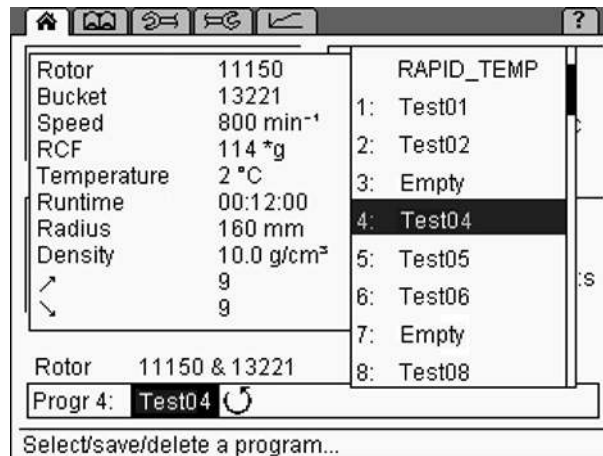 ?
Rotor 11150
Bucket 13221
Speed 800 min⁻¹
RCF 114 *g
Temperature 2 °C
Runtime 00:12:00
Radius 160 mm
Density 10.0 g/cm³
↗ 9
↘ 9
RAPID_TEMP
1: Test01
2: Test02
3: Empty
4: Test04
5: Test05
6: Test06
7: Empty
8: Test08
Rotor 11150 & 13221
Progr 4: Test04
Select/save/delete a program...